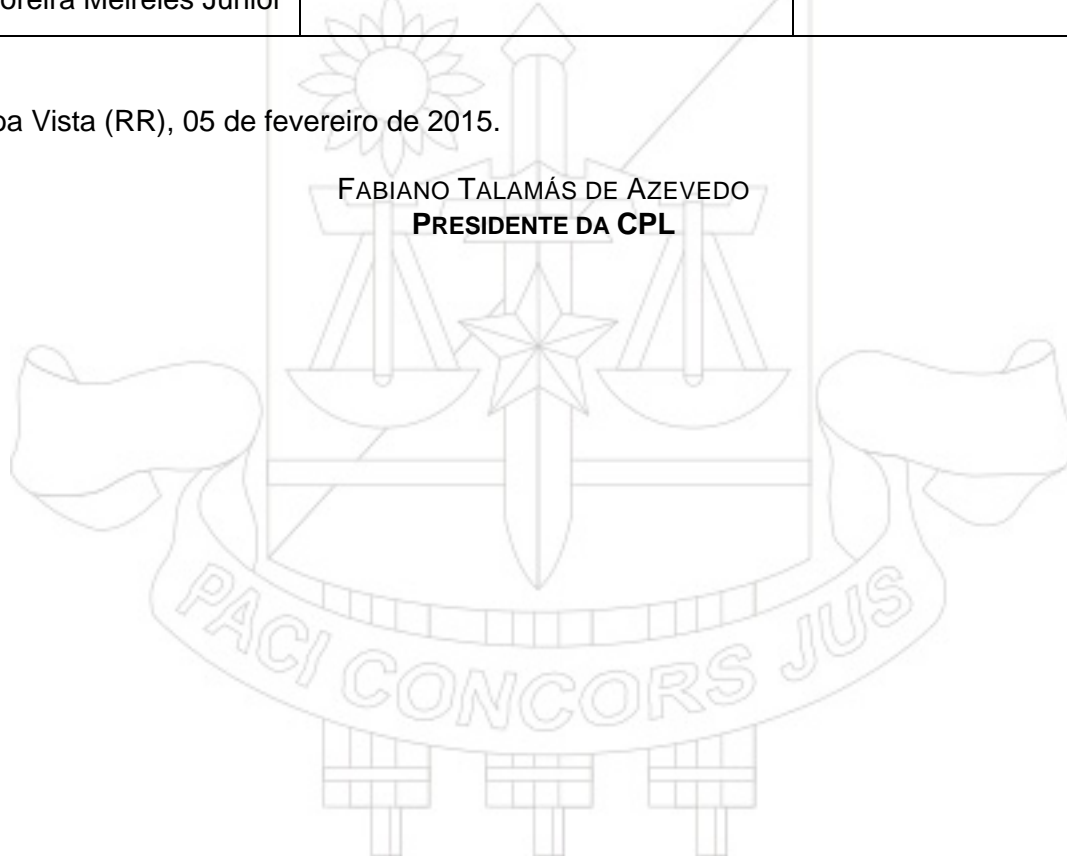 oreira Meireles Júnior
oa Vista (RR), 05 de fevereiro de 2015.
FABIANO TALAMÁS DE AZEVEDO
PRESIDENTE DA CPL
PACI CONCORS JUS